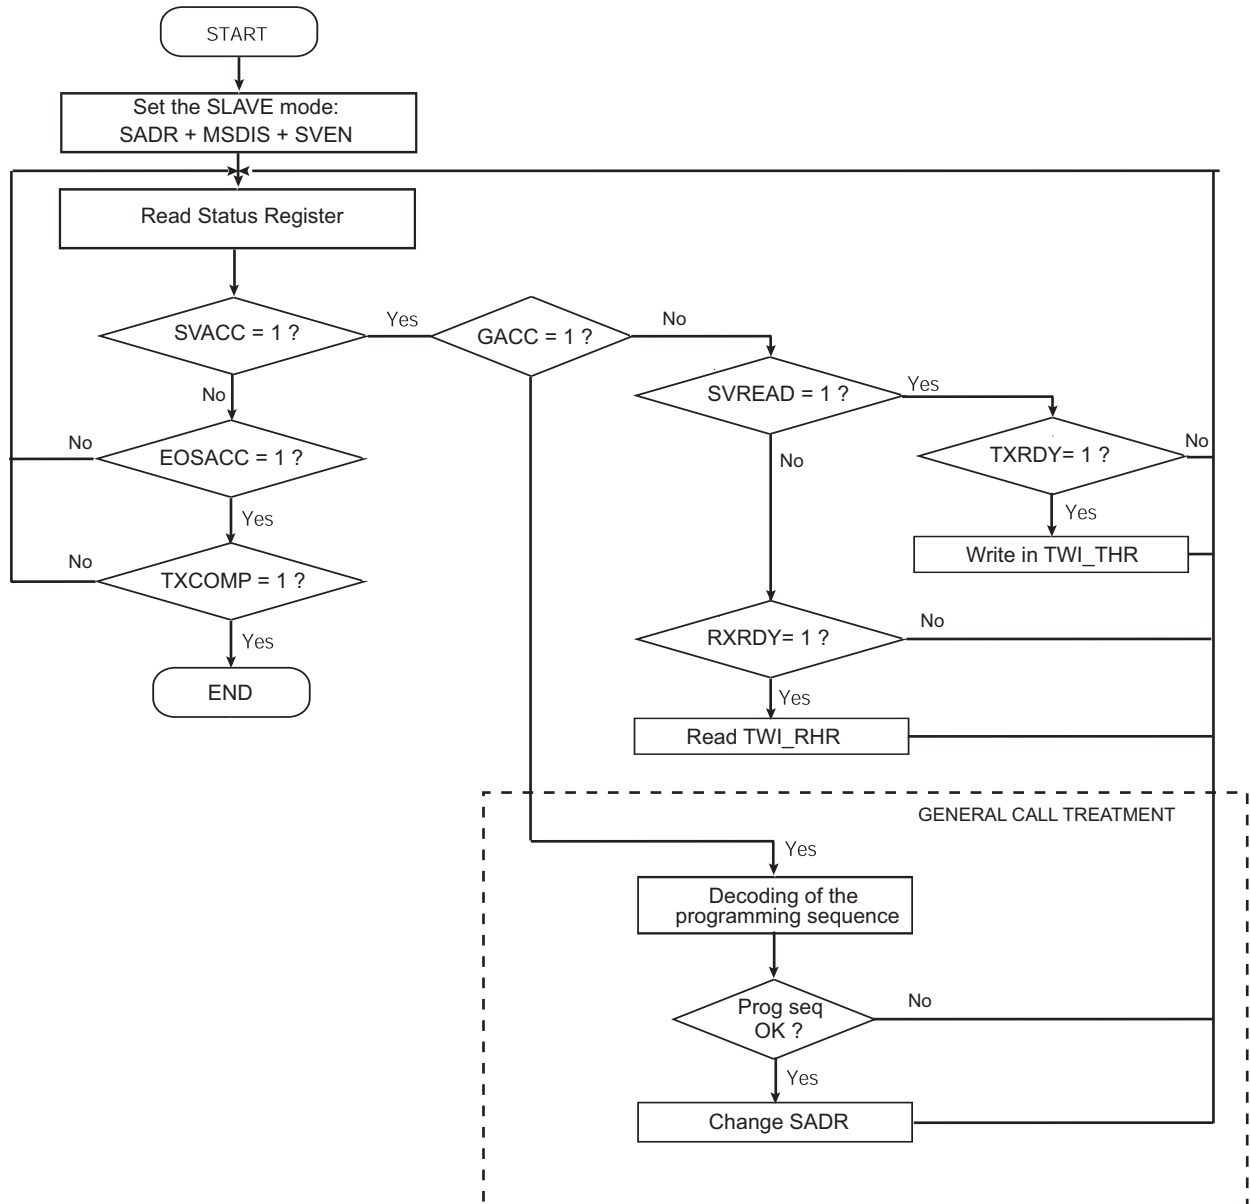 START
Set the SLAVE mode:
SADR + MSDIS + SVEN
Read Status Register
SVACC = 1 ?
Yes
GACC = 1 ?
No
SVREAD = 1 ?
Yes
No
EOSACC = 1 ?
No
No
TXRDY= 1 ?
No
Yes
Yes
Write in TWI_THR
TXCOMP = 1 ?
No
Yes
RXRDY= 1 ?
No
END
Yes
Read TWI_RHR
GENERAL CALL TREATMENT
Yes
Decoding of the
programming sequence
Prog seq
OK ?
No
Yes
Change SADR